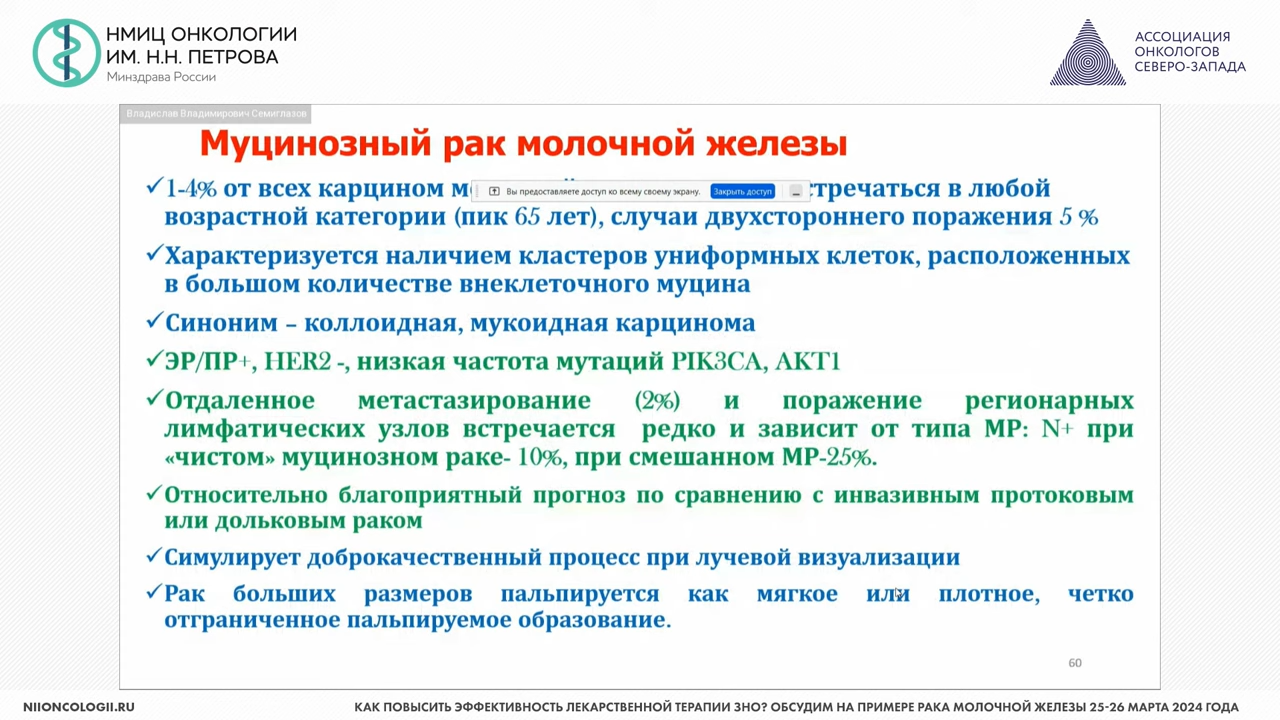 НМИЦ ОНКОЛОГИИ
ИМ. Н.Н. ПЕТРОВА
Минздрава России
АССОЦИАЦИЯ
ОНКОЛОГОВ
СЕВЕРО-ЗАПАДА
Владислав Владимирович Семиглазов
Муцинозный рак молочной железы
✓1-4% от всех карцином встречаться в любой
Вы предоставляете доступ ко всему своему экрану. Закрыть доступ
возрастной категории (пик 65 лет), случаи двухстороннего поражения 5 %
✓Характеризуется наличием кластеров униформных клеток, расположенных
в большом количестве внеклеточного муцина
✓Синоним – коллоидная, мукоидная карцинома
✓ЭР/ПР+, HER2 -, низкая частота мутаций PIK3CA, AKT1
✓Отдаленное метастазирование (2%) и поражение регионарных
лимфатических узлов встречается редко и зависит от типа МР: N+ при
«чистом» муцинозном раке- 10%, при смешанном МР-25%.
✓Относительно благоприятный прогноз по сравнению с инвазивным протоковым
или дольковым раком
✓Симулирует доброкачественный процесс при лучевой визуализации
✓Рак больших размеров пальпируется как мягкое или плотное, четко
отграниченное пальпируемое образование.
60
NIIONCOLOGII.RU
КАК ПОВЫСИТЬ ЭФФЕКТИВНОСТЬ ЛЕКАРСТВЕННОЙ ТЕРАПИИ ЗНО? ОБСУДИМ НА ПРИМЕРЕ РАКА МОЛОЧНОЙ ЖЕЛЕЗЫ 25-26 МАРТА 2024 ГОДА